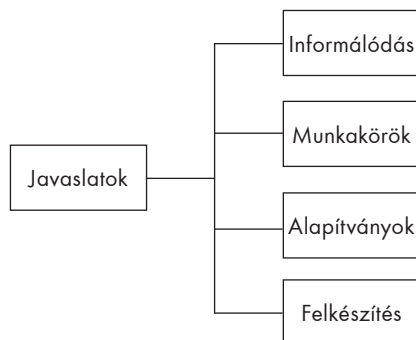 Javaslatok
Informálódás
Munkakörök
Alapítványok
Felkészítés